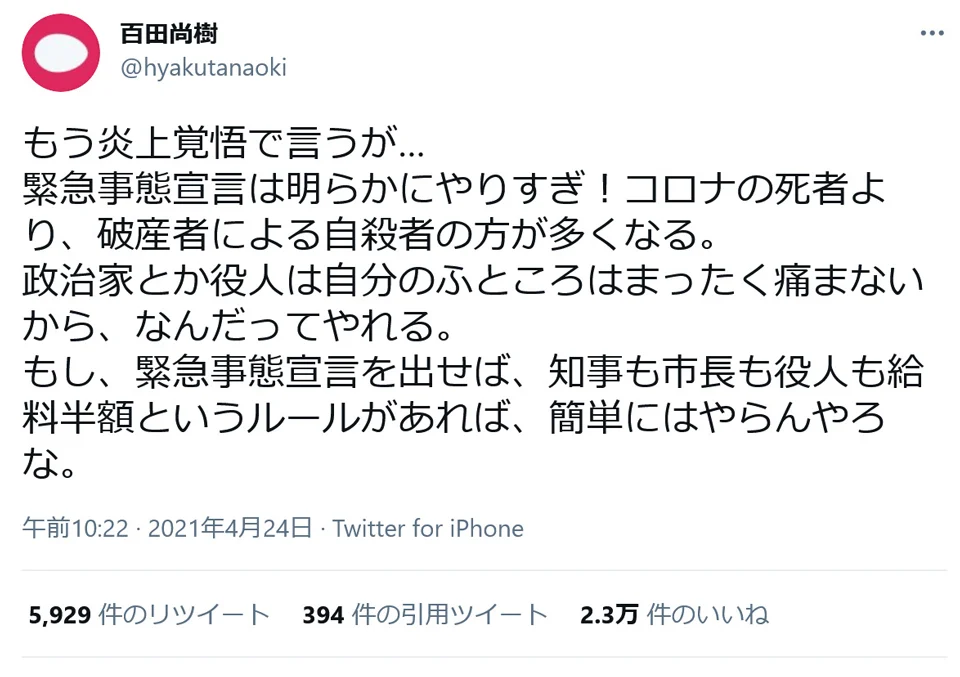 百田尚樹
@hyakutanaoki
もう炎上覚悟で言うが…
緊急事態宣言は明らかにやりすぎ！コロナの死者よ
り、破産者による自殺者の方が多くなる。
政治家とか役人は自分のふところはまったく痛まない
から、なんだってやれる。
もし、緊急事態宣言を出せば、知事も市長も役人も給
料半額というルールがあれば、簡単にはやらんやろ
な。
午前10:22 · 2021年4月24日 · Twitter for iPhone
5,929 件のリツイート 394 件の引用ツイート 2.3万 件のいいね